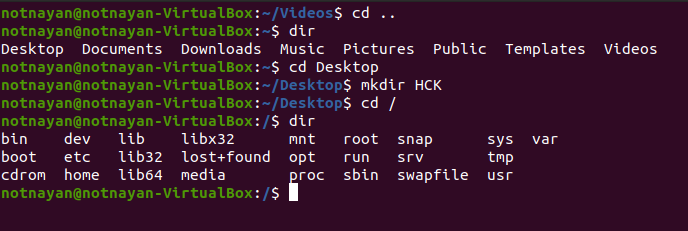 notnayan@notnayan-VirtualBox:~/Videos$ cd ..
notnayan@notnayan-VirtualBox:~$ dir
Desktop  Documents  Downloads  Music  Pictures  Public  Templates  Videos
notnayan@notnayan-VirtualBox:~$ cd Desktop
notnayan@notnayan-VirtualBox:~/Desktop$ mkdir HCK
notnayan@notnayan-VirtualBox:~/Desktop$ cd /
notnayan@notnayan-VirtualBox:/$ dir
bin    dev   lib    libx32      mnt   root  snap      sys  var
boot   etc   lib32  lost+found  opt   run   srv       tmp
cdrom  home  lib64  media       proc  sbin  swapfile  usr
notnayan@notnayan-VirtualBox:/$